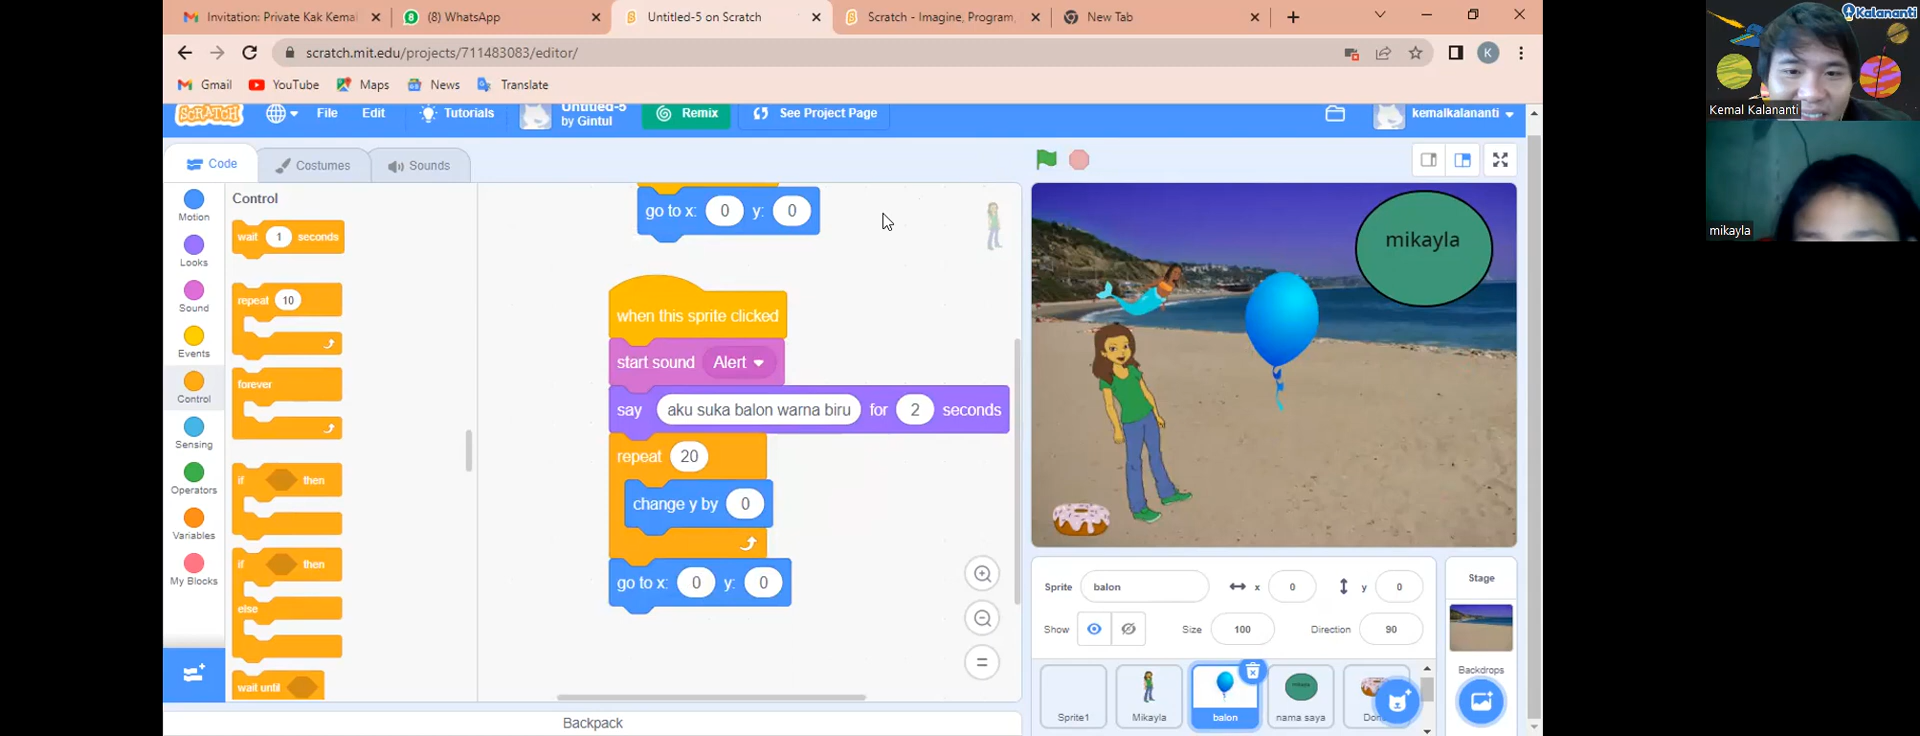 Invitation: Private Kak Kemal
(8) WhatsApp
Untitled-5 on Scratch
Scratch - Imagine, Program,
New Tab
scratch.mit.edu/projects/711483083/editor/
K
Gmail
YouTube
Maps
News
Translate
SCRATCH
File
Edit
Tutorials
Untitled-5
by Gintul
Remix
See Project Page
kemalkalananti
Code
Costumes
Sounds
Motion
Looks
Sound
Events
Control
Sensing
Operators
Variables
My Blocks
Control
wait 1 seconds
repeat 10
forever
if then
if then
else
wait until
go to x: 0 y: 0
when this sprite clicked
start sound Alert
say aku suka balon warna biru for 2 seconds
repeat 20
change y by 0
go to x: 0 y: 0
Backpack
mikayla
Sprite balon x 0 y 0
Show Size 100 Direction 90
Sprite1
Mikayla
balon
nama saya
Stage
Backdrops
Kalananti
Kemal Kalananti
mikayla